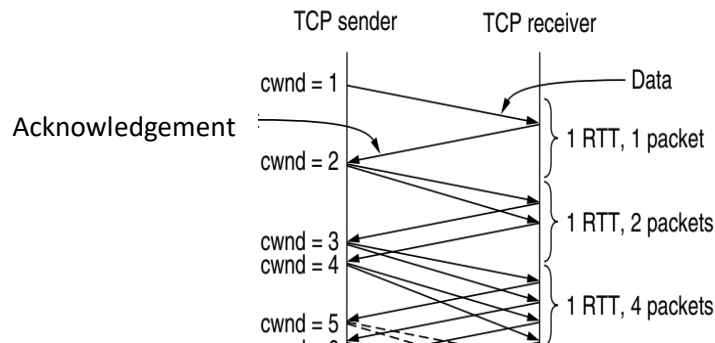 TCP sender
TCP receiver
cwnd = 1
Data
Acknowledgement
1 RTT, 1 packet
cwnd = 2
1 RTT, 2 packets
cwnd = 3
cwnd = 4
1 RTT, 4 packets
cwnd = 5